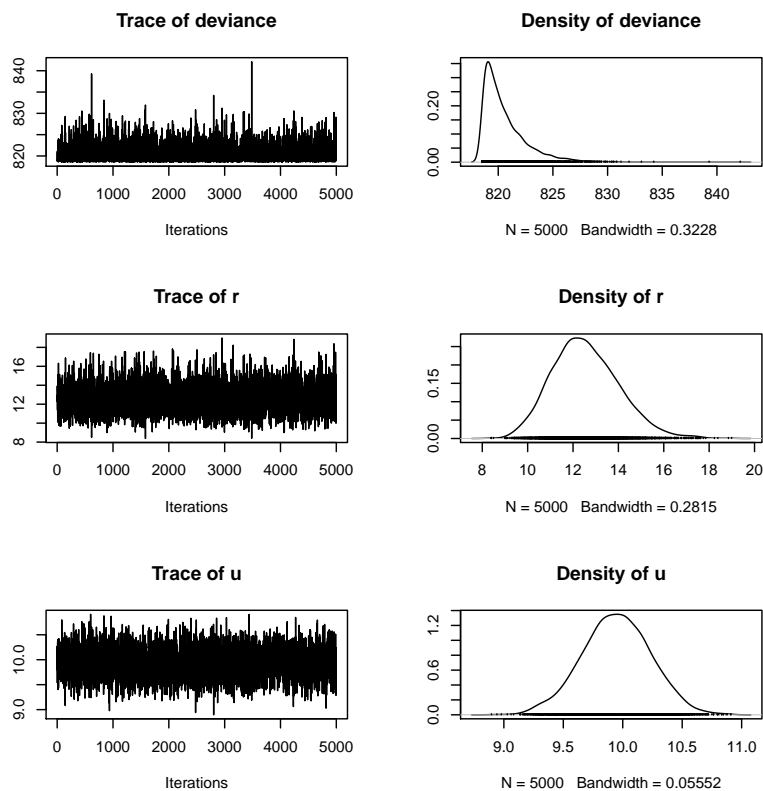 Trace of deviance
820 830 840
0 1000 2000 3000 4000 5000
Iterations
Density of deviance
0.00 0.20
820 825 830 835 840
N = 5000 Bandwidth = 0.3228
Trace of r
8 12 16
0 1000 2000 3000 4000 5000
Iterations
Density of r
0.00 0.15
8 10 12 14 16 18 20
N = 5000 Bandwidth = 0.2815
Trace of u
9.0 10.0
0 1000 2000 3000 4000 5000
Iterations
Density of u
0.0 0.6 1.2
9.0 9.5 10.0 10.5 11.0
N = 5000 Bandwidth = 0.05552